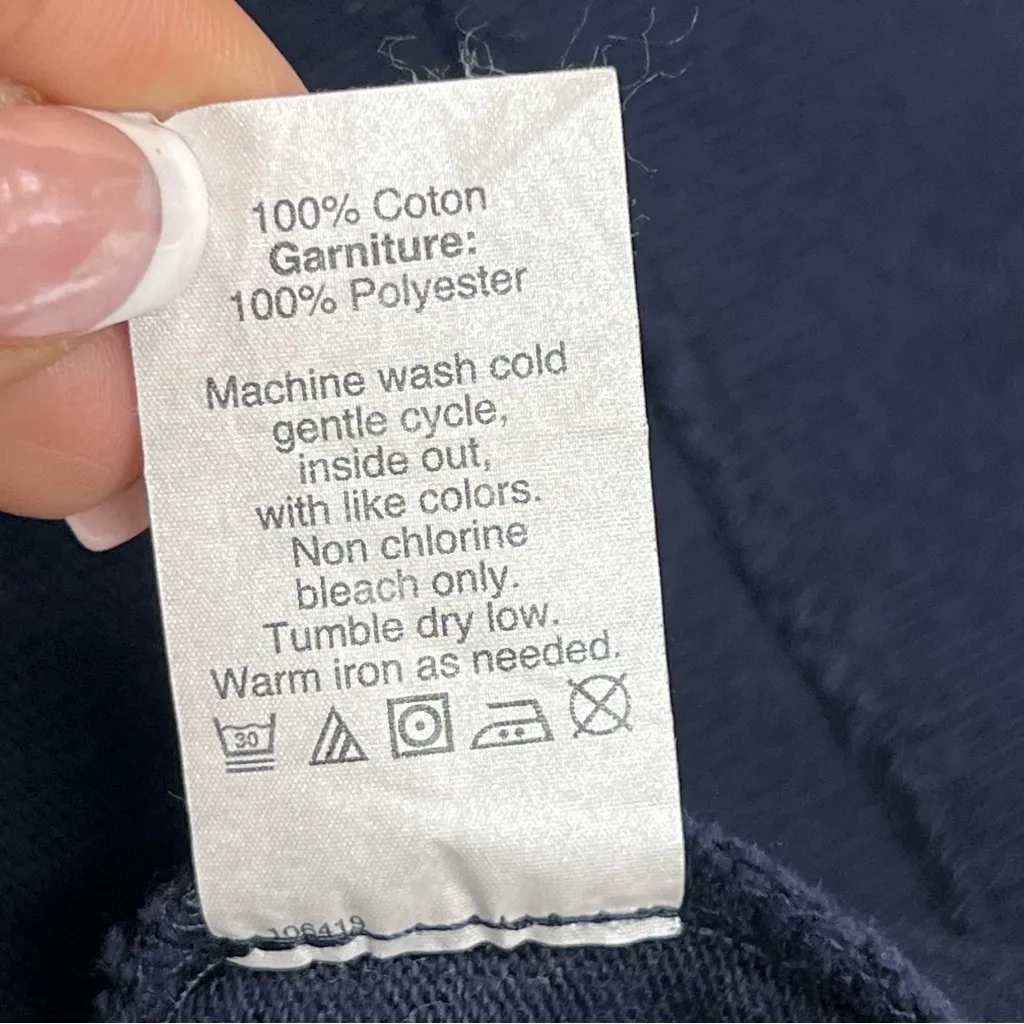 100% Coton
Garniture:
100% Polyester
Machine wash cold
gentle cycle,
inside out,
with like colors.
Non chlorine
bleach only.
Tumble dry low.
Warm iron as needed.
30
106419